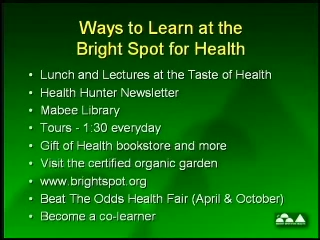 Ways to Learn at the
Bright Spot for Health
• Lunch and Lectures at the Taste of Health
• Health Hunter Newsletter
• Mabee Library
• Tours - 1:30 everyday
• Gift of Health bookstore and more
• Visit the certified organic garden
• www.brightspot.org
• Beat The Odds Health Fair (April & October)
• Become a co-learner